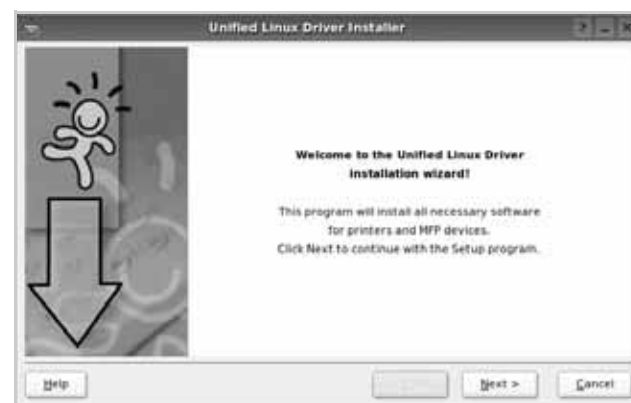 Unified Linux Driver Installer
Welcome to the Unified Linux Driver
installation wizard!
This program will install all necessary software
for printers and MFP devices.
Click Next to continue with the Setup program.
Help
Next >
Cancel